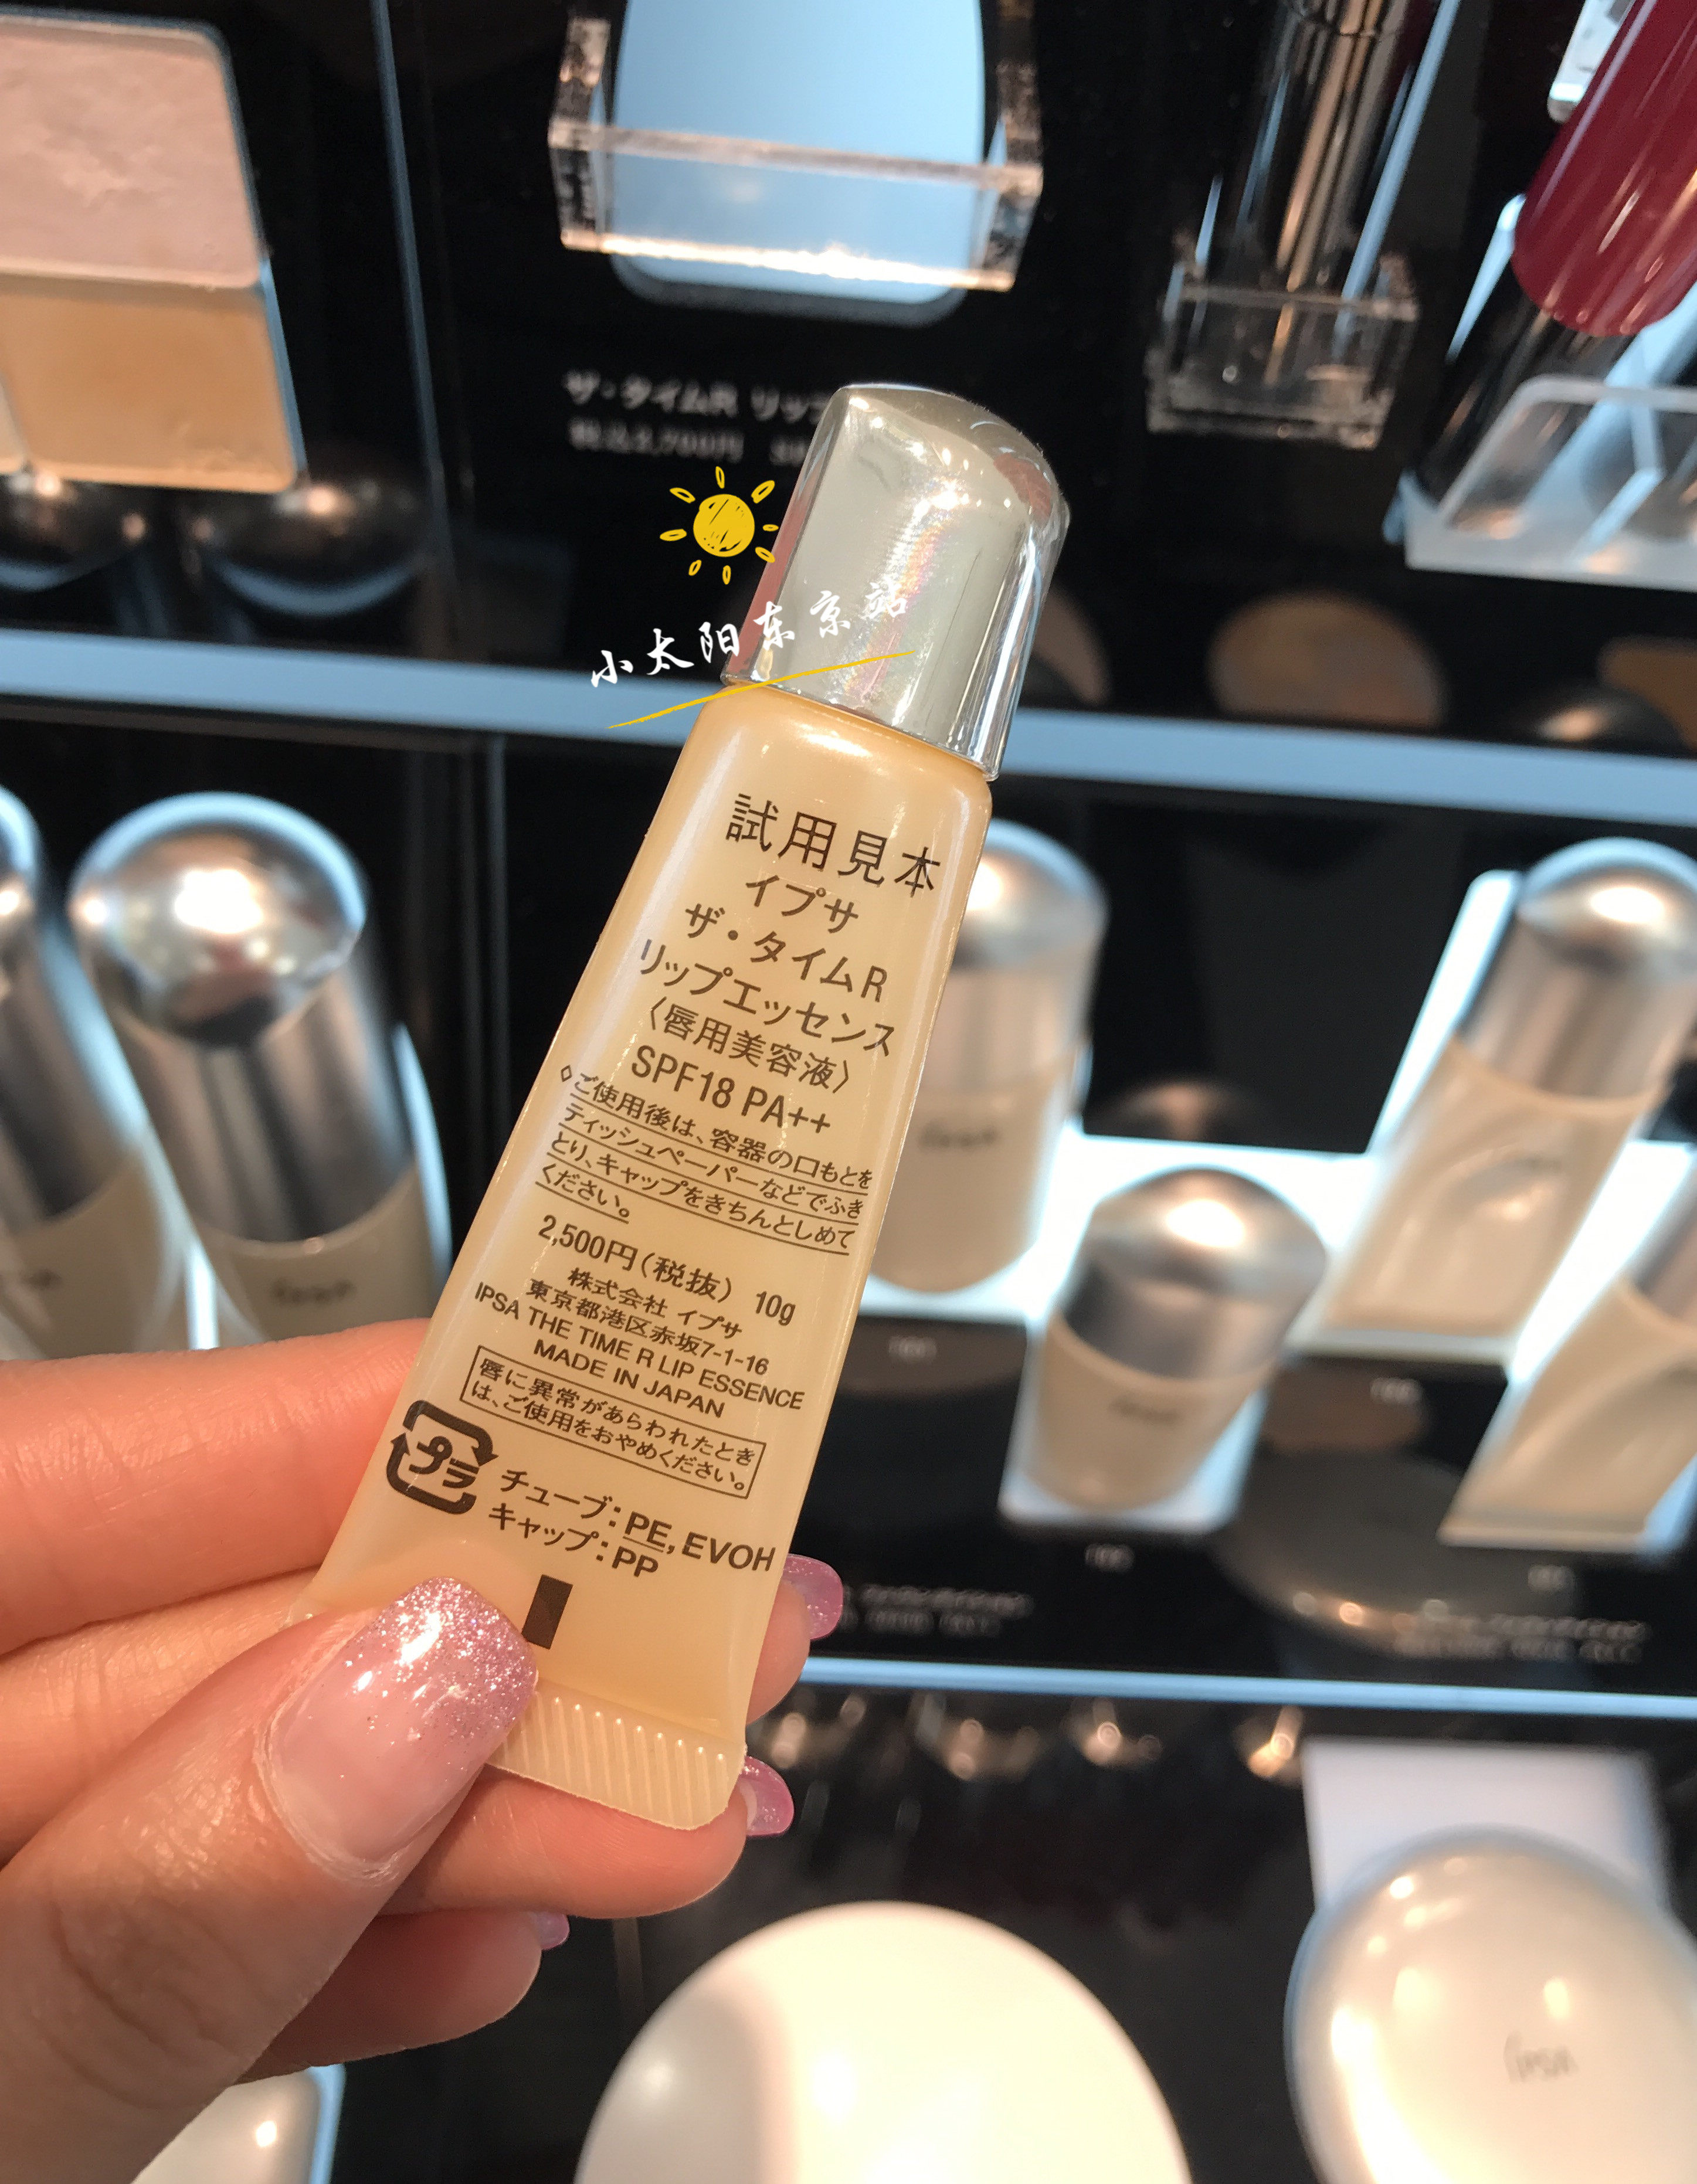 ザ・タイムR リップ
税込2,700円
小太阳东京站
試用見本
イプサ
ザ・タイムR
リップエッセンス
〈唇用美容液〉
SPF18 PA++
◇ご使用後は、容器の口もとを
ティッシュペーパーなどでふき
とり、キャップをきちんとしめて
ください。
2,500円(税抜) 10g
株式会社 イプサ
東京都港区赤坂7-1-16
IPSA THE TIME R LIP ESSENCE
MADE IN JAPAN
唇に異常があらわれたとき
は、ご使用をおやめください。
プラ
チューブ:PE, EVOH
キャップ:PP
IPSA